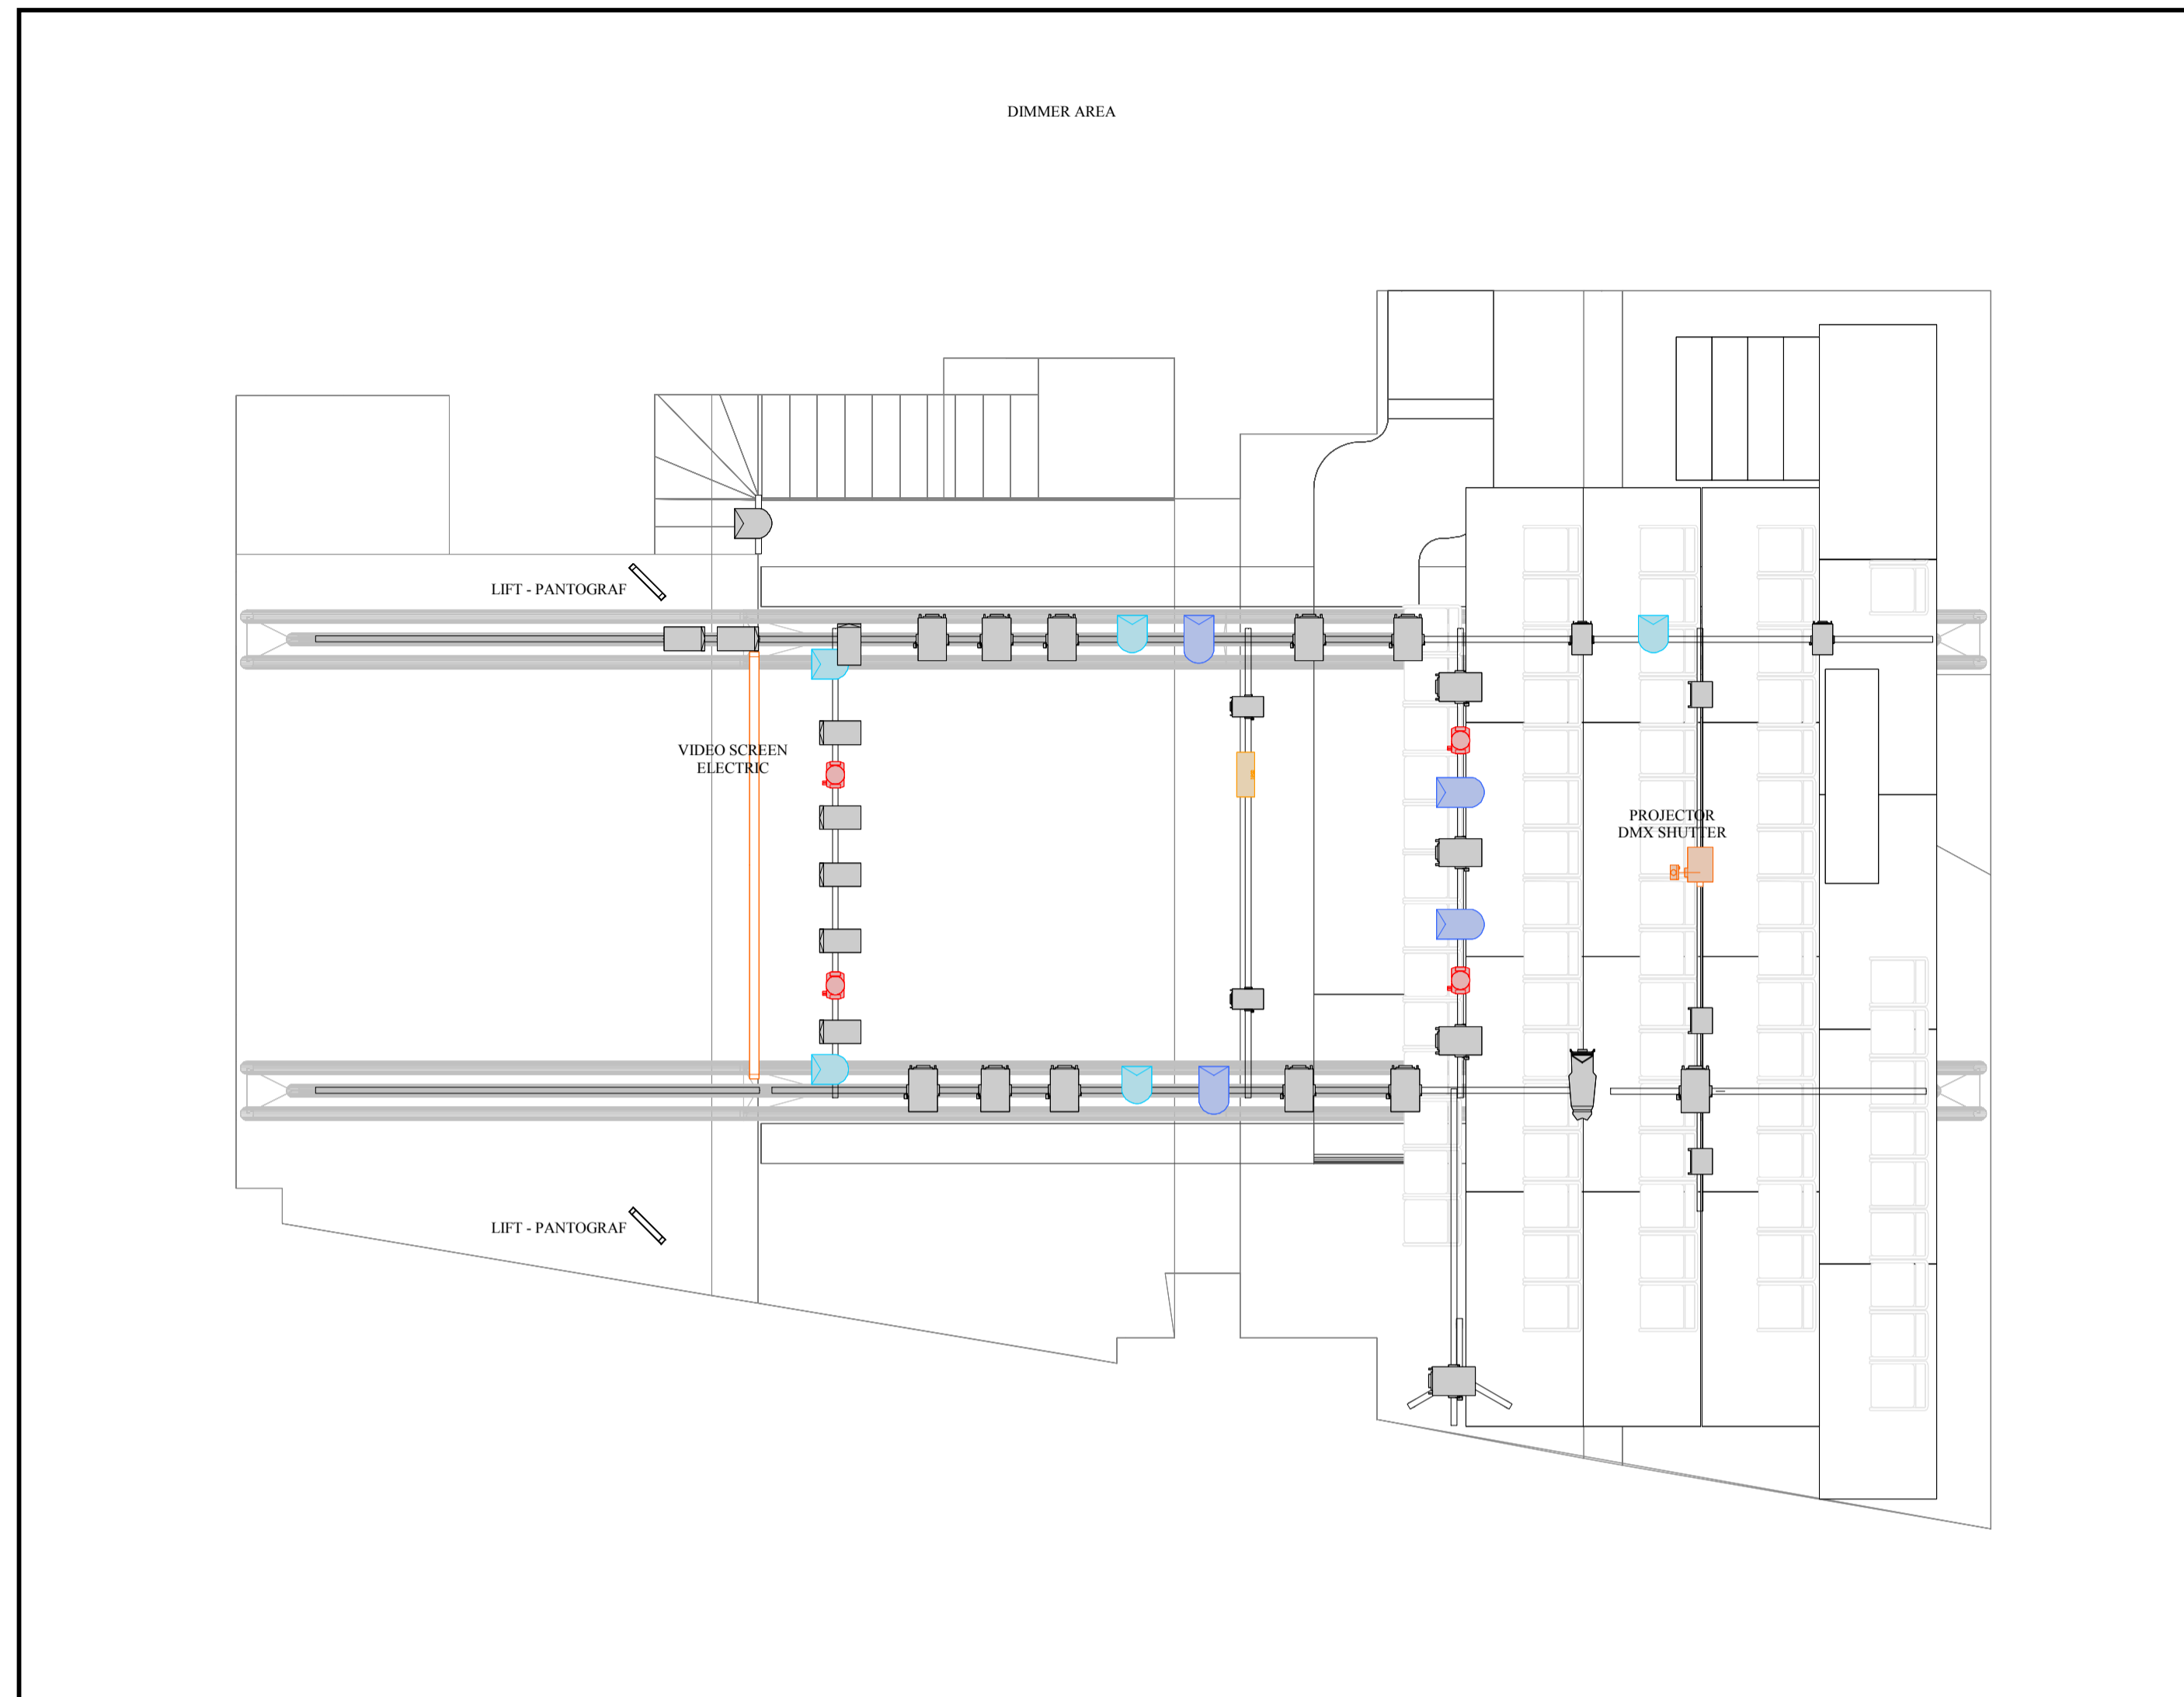 DIMMER AREA
LIFT - PANTOGRAF
VIDEO SCREEN
ELECTRIC
PROJECTOR
DMX SHUTTER
LIFT - PANTOGRAF